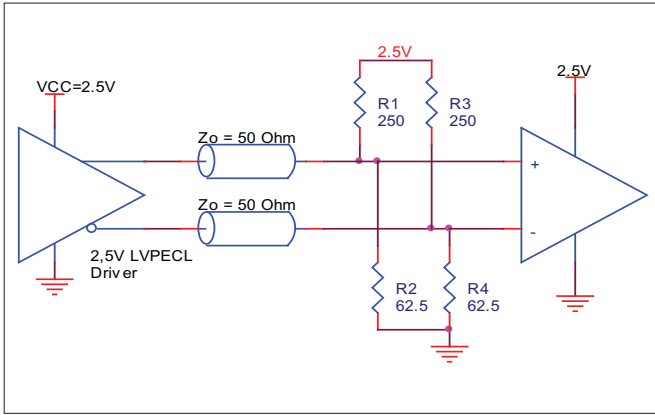 2.5V
VCC=2.5V
2.5V
R1
250
R3
250
Zo = 50 Ohm
+
Zo = 50 Ohm
-
2,5V LVPECL
Driver
R2
62.5
R4
62.5